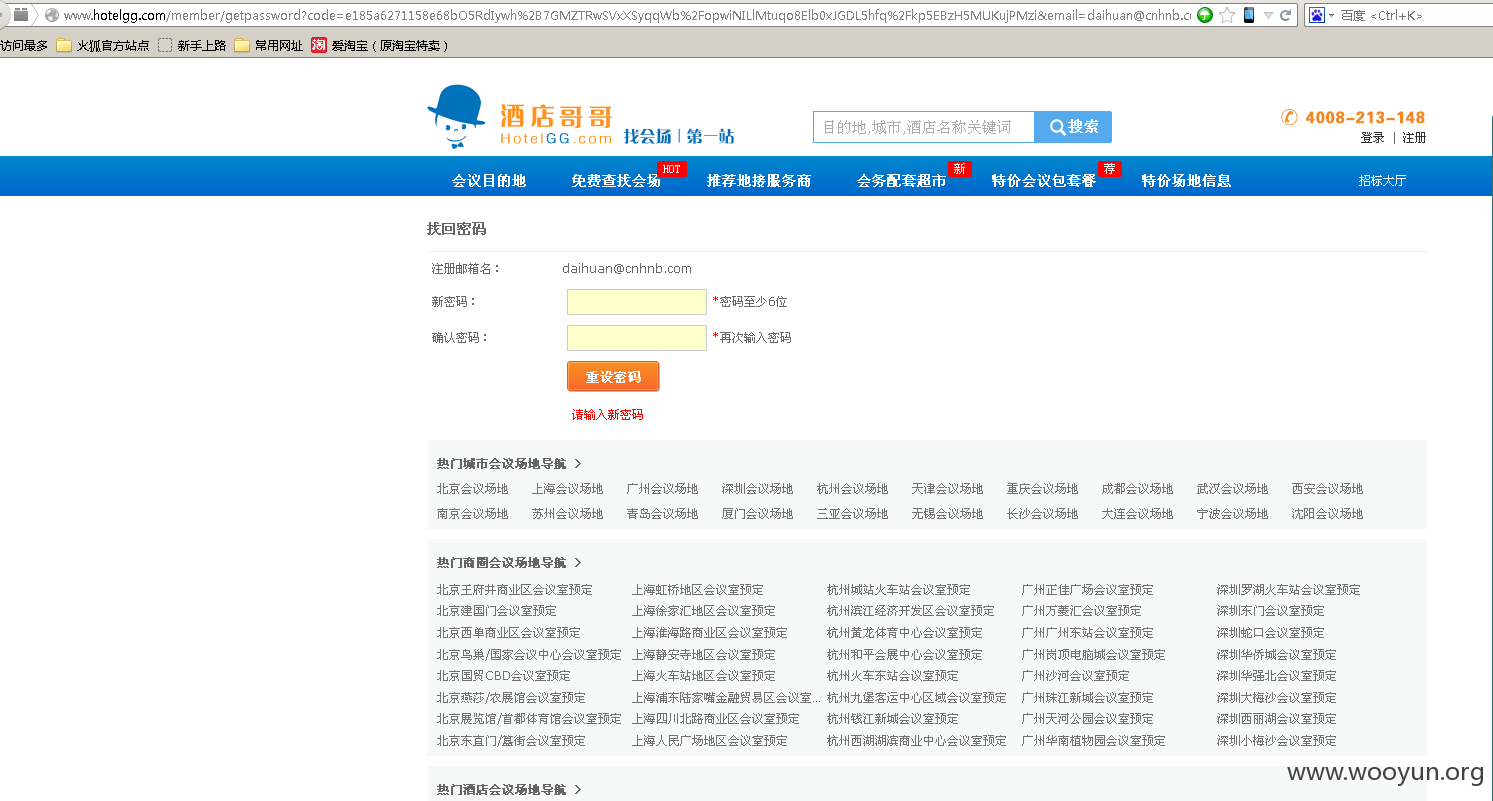 www.hotelgg.com/member/getpassword?code=e185a6271158e68bO5RdIywh%2B7GMZTRwSVxXSyqqWb%2FopwiNILlMtuqo8Elb0xJGDL5hfq%2Fkp5EBzH5MUKujPMzi&email=daihuan@cnhnb.c
百度 <Ctrl+K>
访问最多 火狐官方站点 新手上路 常用网址 淘 爱淘宝（原淘宝特卖）
酒店哥哥
HotelGG.com 找会场 | 第一站
目的地,城市,酒店名称关键词 搜索
4008-213-148
登录 | 注册
会议目的地 免费查找会场 HOT 推荐地接服务商 会务配套超市 新 特价会议包套餐 荐 特价场地信息 招标大厅
找回密码
注册邮箱名： daihuan@cnhnb.com
新密码： *密码至少6位
确认密码： *再次输入密码
重设密码
请输入新密码
热门城市会议场地导航 >
北京会议场地 上海会议场地 广州会议场地 深圳会议场地 杭州会议场地 天津会议场地 重庆会议场地 成都会议场地 武汉会议场地 西安会议场地
南京会议场地 苏州会议场地 青岛会议场地 厦门会议场地 三亚会议场地 无锡会议场地 长沙会议场地 大连会议场地 宁波会议场地 沈阳会议场地
热门商圈会议场地导航 >
北京王府井商业区会议室预定 上海虹桥地区会议室预定 杭州城站火车站会议室预定 广州正佳广场会议室预定 深圳罗湖火车站会议室预定
北京建国门会议室预定 上海徐家汇地区会议室预定 杭州滨江经济开发区会议室预定 广州万菱汇会议室预定 深圳东门会议室预定
北京西单商业区会议室预定 上海淮海路商业区会议室预定 杭州黄龙体育中心会议室预定 广州广州东站会议室预定 深圳蛇口会议室预定
北京鸟巢/国家会议中心会议室预定 上海静安寺地区会议室预定 杭州和平会展中心会议室预定 广州岗顶电脑城会议室预定 深圳华侨城会议室预定
北京国贸CBD会议室预定 上海火车站地区会议室预定 杭州火车东站会议室预定 广州沙河会议室预定 深圳华强北会议室预定
北京燕莎/农展馆会议室预定 上海浦东陆家嘴金融贸易区会议室... 杭州九堡客运中心区域会议室预定 广州珠江新城会议室预定 深圳大梅沙会议室预定
北京展览馆/首都体育馆会议室预定 上海四川北路商业区会议室预定 杭州钱江新城会议室预定 广州天河公园会议室预定 深圳西丽湖会议室预定
北京东直门/簋街会议室预定 上海人民广场地区会议室预定 杭州西湖湖滨商业中心会议室预定 广州华南植物园会议室预定 深圳小梅沙会议室预定
热门酒店会议场地导航 >
www.wooyun.org